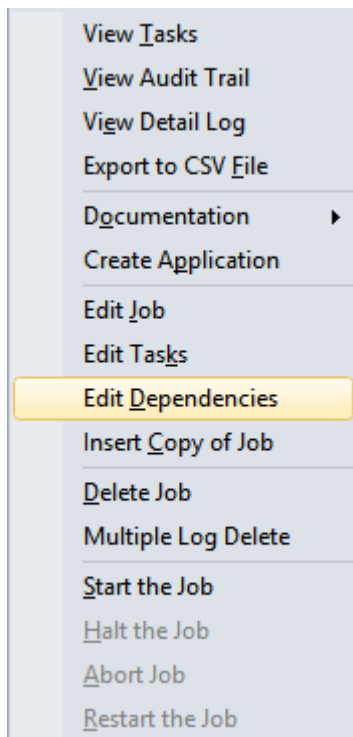 View Tasks
View Audit Trail
View Detail Log
Export to CSV File
Documentation
Create Application
Edit Job
Edit Tasks
Edit Dependencies
Insert Copy of Job
Delete Job
Multiple Log Delete
Start the Job
Halt the Job
Abort Job
Restart the Job